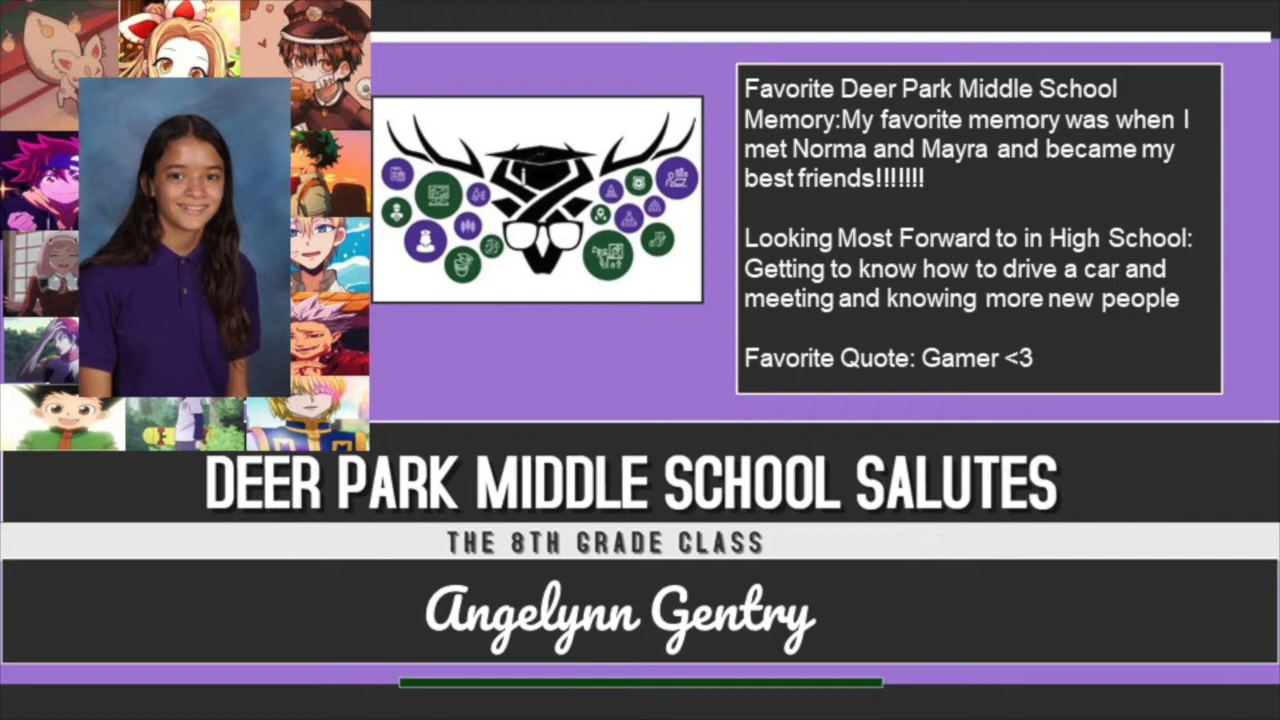 Favorite Deer Park Middle School
Memory:My favorite memory was when I
met Norma and Mayra and became my
best friends!!!!!!!
Looking Most Forward to in High School:
Getting to know how to drive a car and
meeting and knowing more new people
Favorite Quote: Gamer <3
DEER PARK MIDDLE SCHOOL SALUTES
THE 8TH GRADE CLASS
Angelynn Gentry